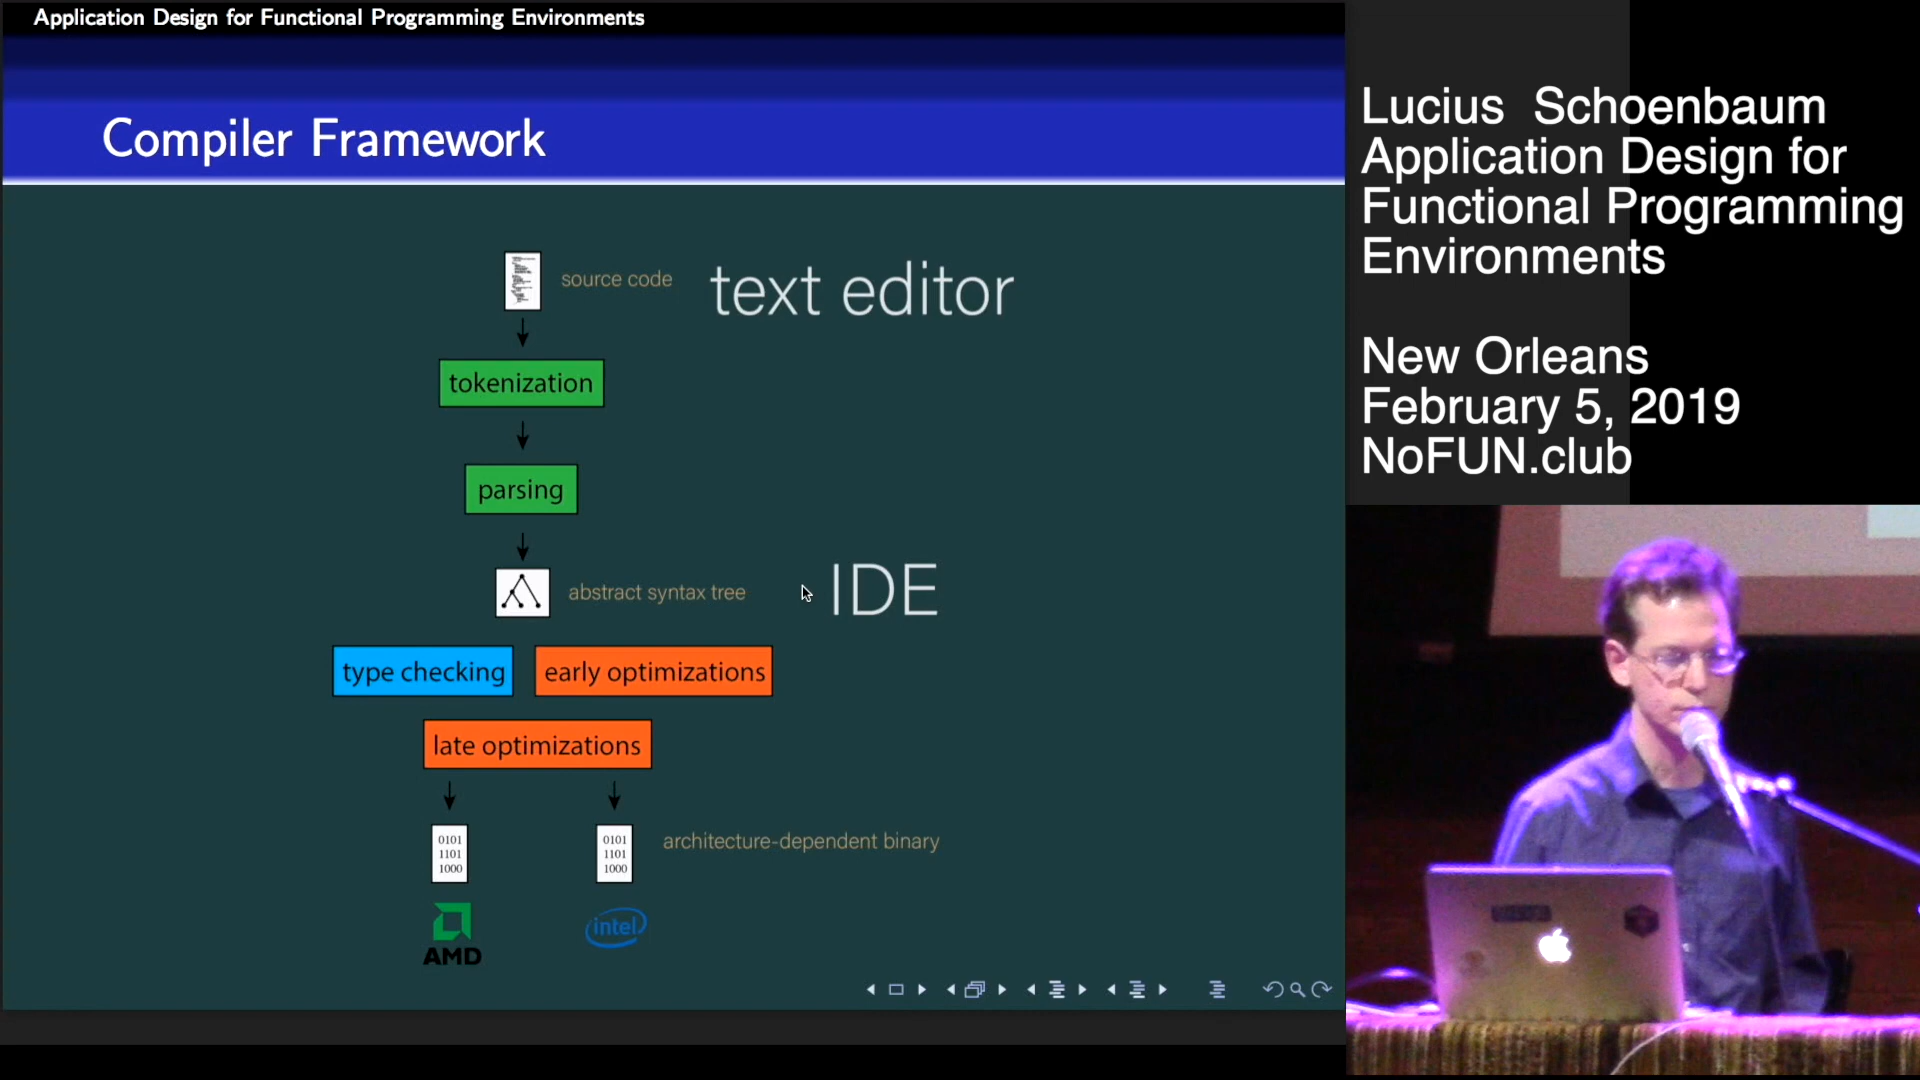 Application Design for Functional Programming Environments
Compiler Framework
source code
text editor
tokenization
parsing
abstract syntax tree
IDE
type checking
early optimizations
late optimizations
0101
1101
1000
0101
1101
1000
architecture-dependent binary
AMD
intel
Lucius Schoenbaum
Application Design for
Functional Programming
Environments
New Orleans
February 5, 2019
NoFUN.club